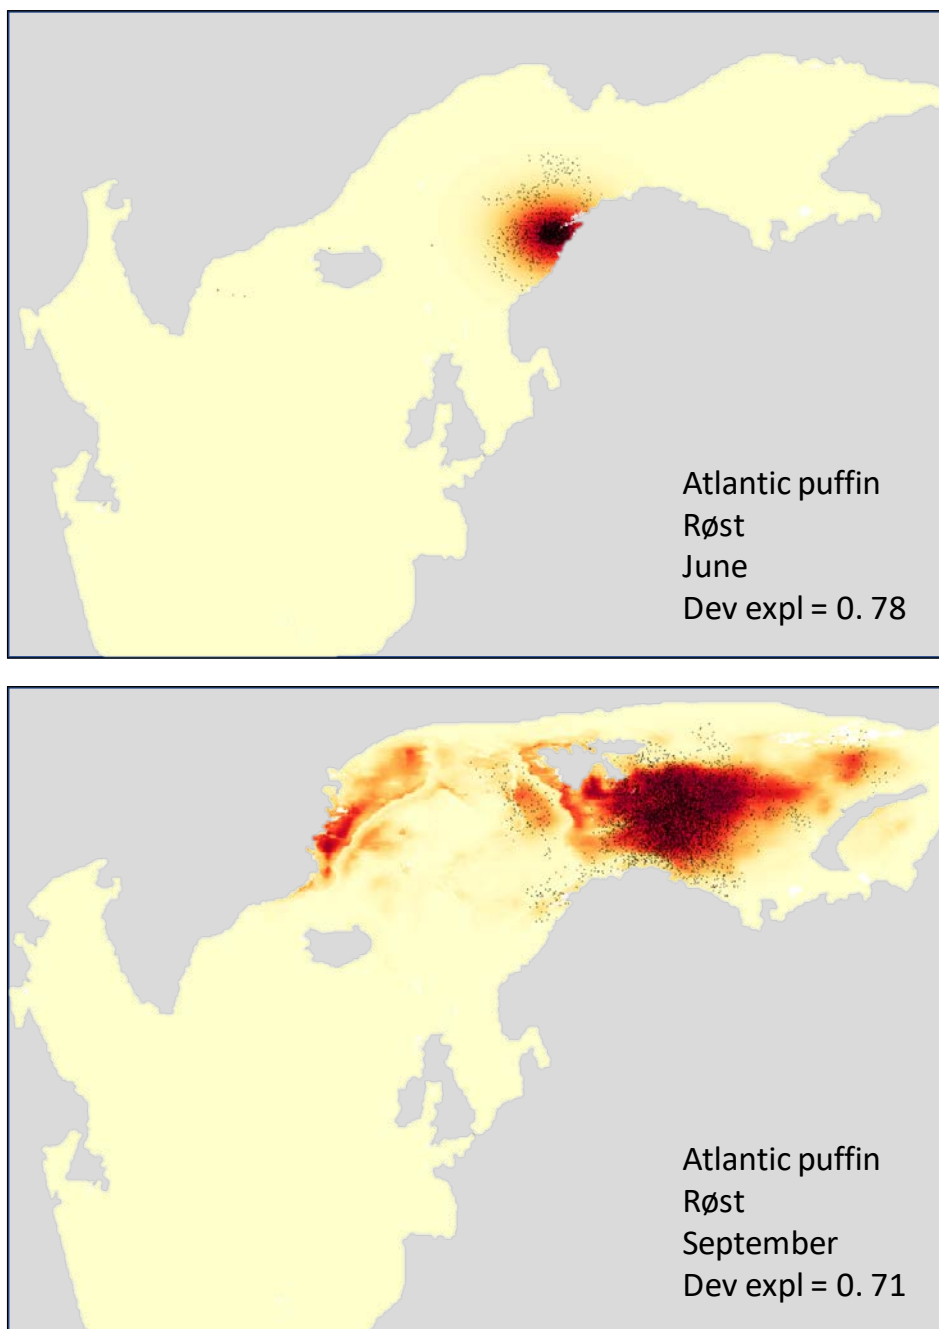 Atlantic puffin
Røst
June
Dev expl = 0. 78
Atlantic puffin
Røst
September
Dev expl = 0. 71